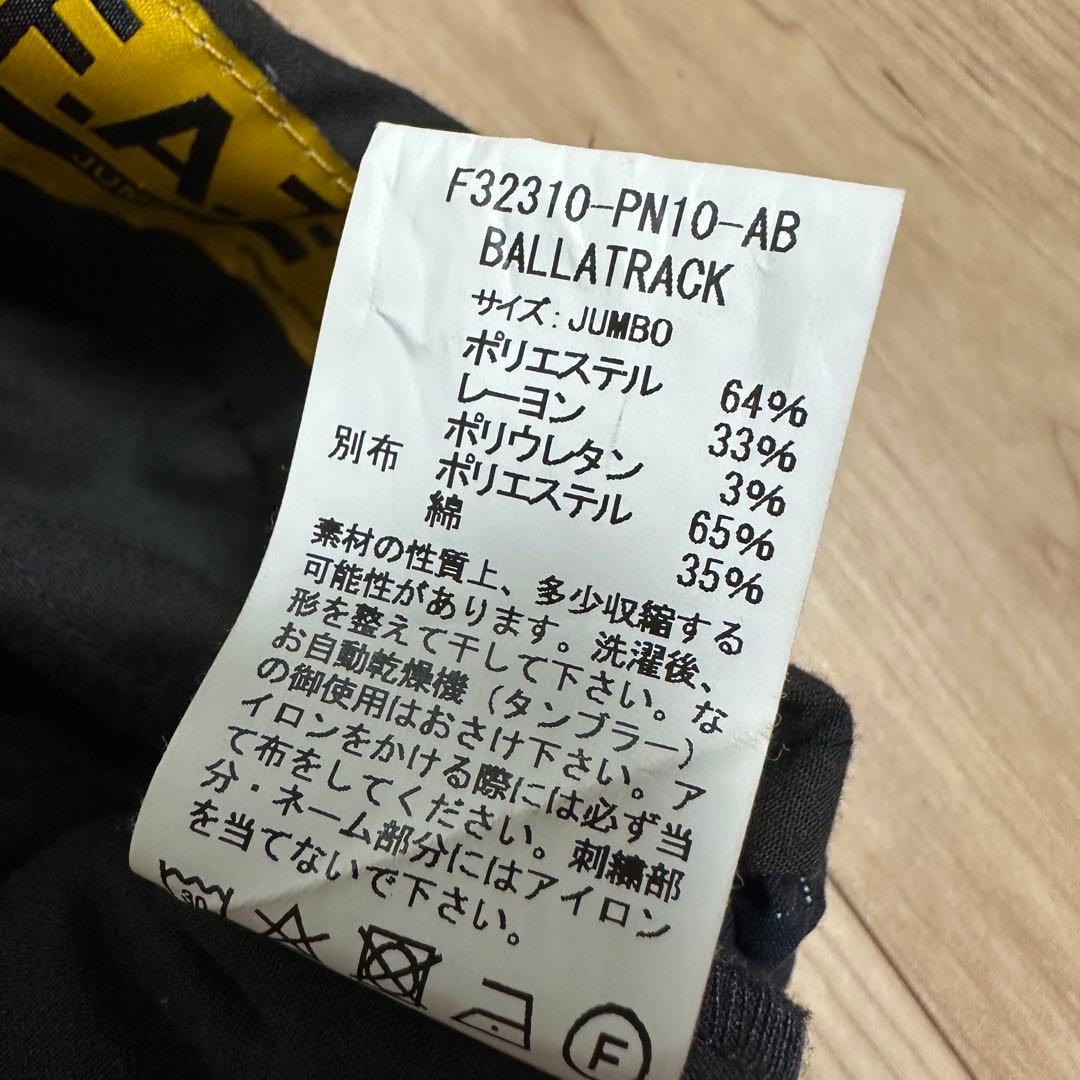 F.A.Z
JUM
F32310-PN10-AB
BALLATRACK
サイズ:JUMBO
ポリエステル 64%
レーヨン 33%
ポリウレタン 3%
別布 ポリエステル 65%
綿 35%
素材の性質上、多少収縮する
可能性があります。洗濯後、
形を整えて干して下さい。な
お自動乾燥機(タンブラー)
の御使用はおさけ下さい。ア
イロンをかける際には必ず当
て布をしてください。刺繍部
分・ネーム部分にはアイロン
を当てないで下さい。
30
F